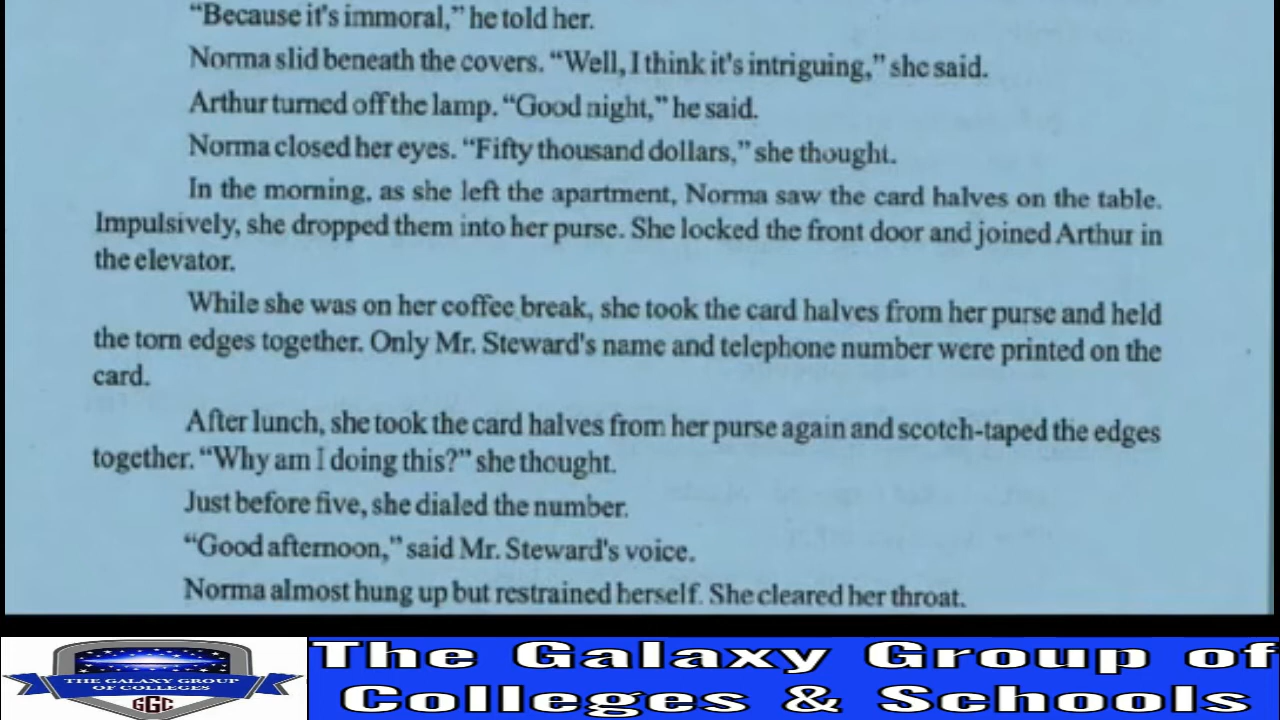 “Because it's immoral,” he told her.
Norma slid beneath the covers. “Well, I think it's intriguing,” she said.
Arthur turned off the lamp. “Good night,” he said.
Norma closed her eyes. “Fifty thousand dollars,” she thought.
In the morning, as she left the apartment, Norma saw the card halves on the table.
Impulsively, she dropped them into her purse. She locked the front door and joined Arthur in
the elevator.
While she was on her coffee break, she took the card halves from her purse and held
the torn edges together. Only Mr. Steward's name and telephone number were printed on the
card.
After lunch, she took the card halves from her purse again and scotch-taped the edges
together. “Why am I doing this?” she thought.
Just before five, she dialed the number.
“Good afternoon,” said Mr. Steward's voice.
Norma almost hung up but restrained herself. She cleared her throat.
THE GALAXY GROUP
OF COLLEGES
GGC
The Galaxy Group of
Colleges & Schools